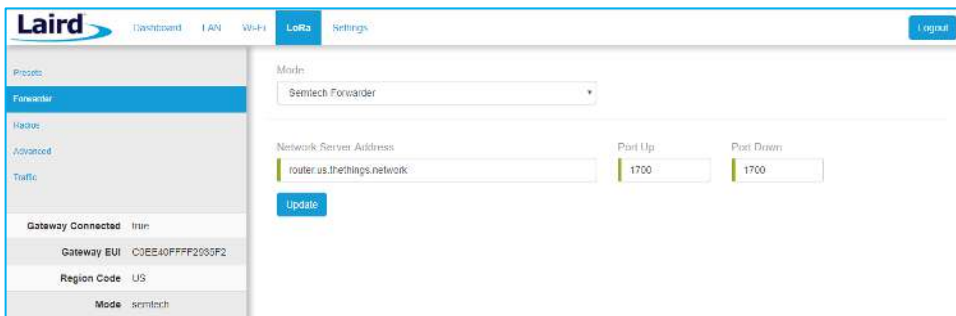 Laird
Dashboard LAN Wi-Fi LoRa Settings Logout
Presets
Forwarder
Radius
Advanced
Traffic
Gateway Connected true
Gateway EUI C0EE40FFFF2935F2
Region Code US
Mode semtech
Mode
Semtech Forwarder
Network Server Address Port Up Port Down
router.us.thethings.network 1700 1700
Update